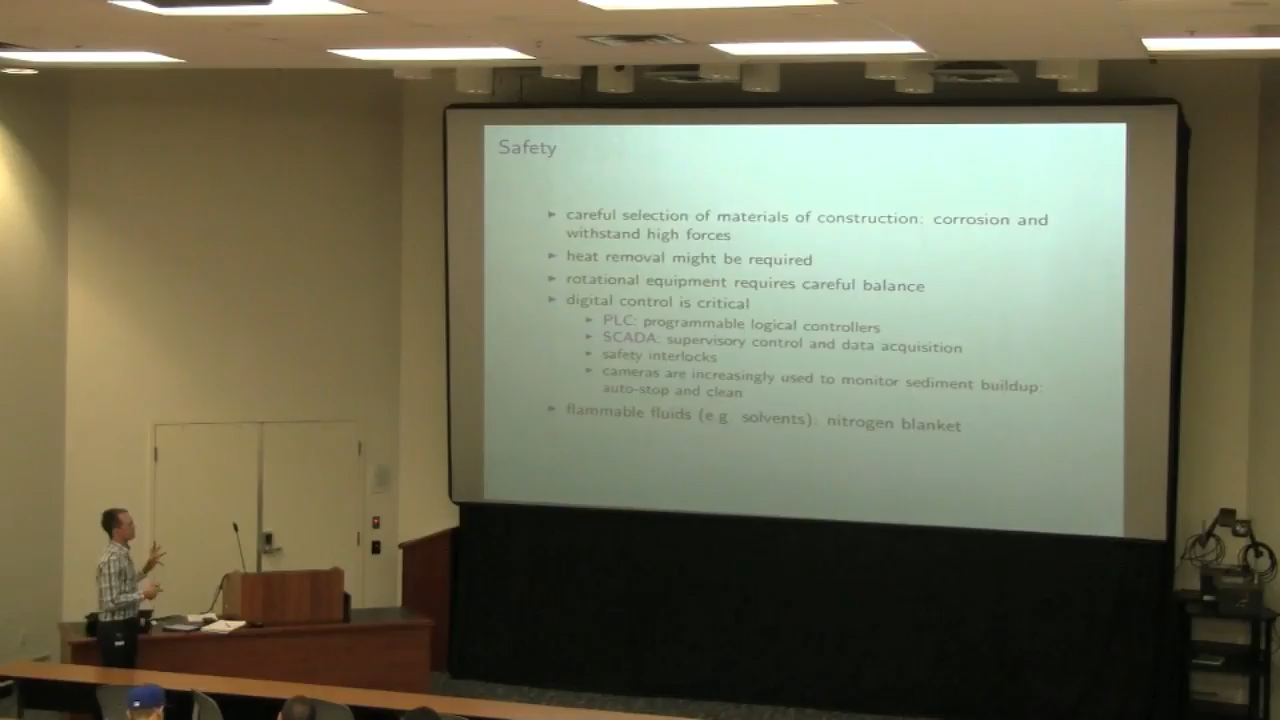 Safety
careful selection of materials of construction: corrosion and
withstand high forces
heat removal might be required
rotational equipment requires careful balance
digital control is critical
PLC: programmable logical controllers
SCADA: supervisory control and data acquisition
safety interlocks
cameras are increasingly used to monitor sediment buildup:
auto-stop and clean
flammable fluids (e.g. solvents): nitrogen blanket